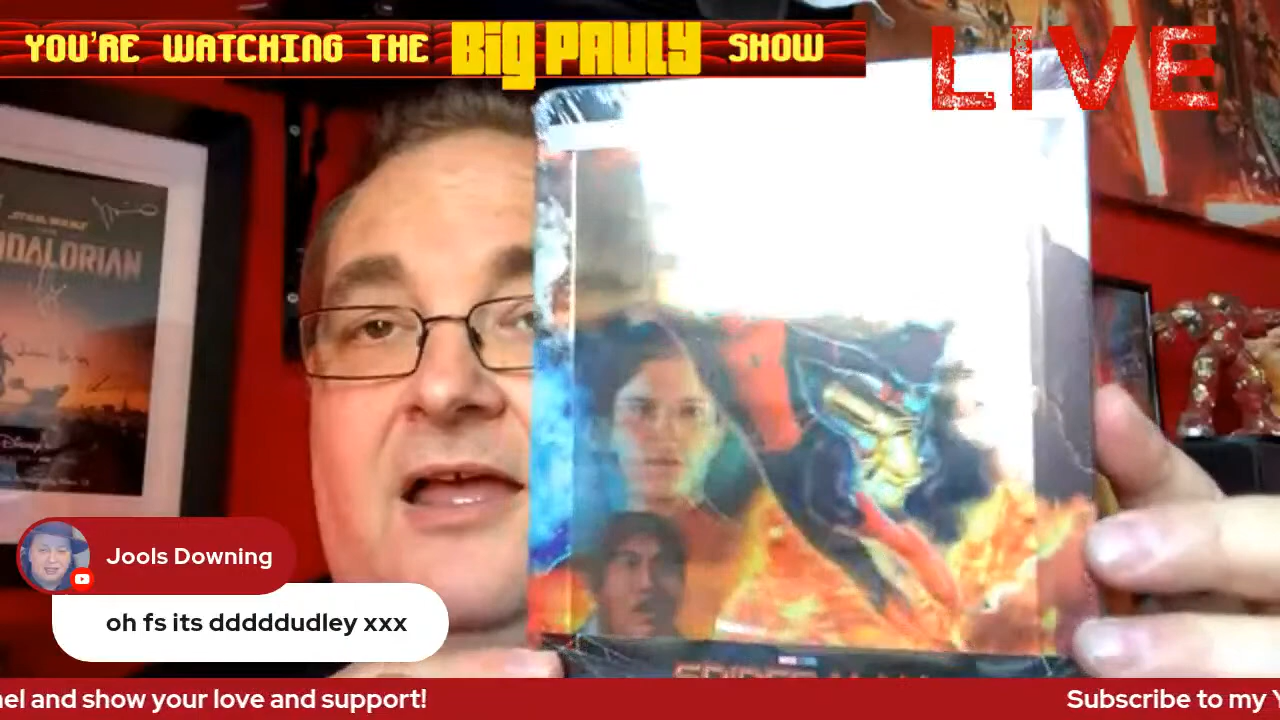 YOU'RE WATCHING THE BIG PAULY SHOW
LIVE
STAR WARS
DALORIAN
Disney
Jools Downing
oh fs its dddddudley xxx
nel and show your love and support!
Subscribe to my Y